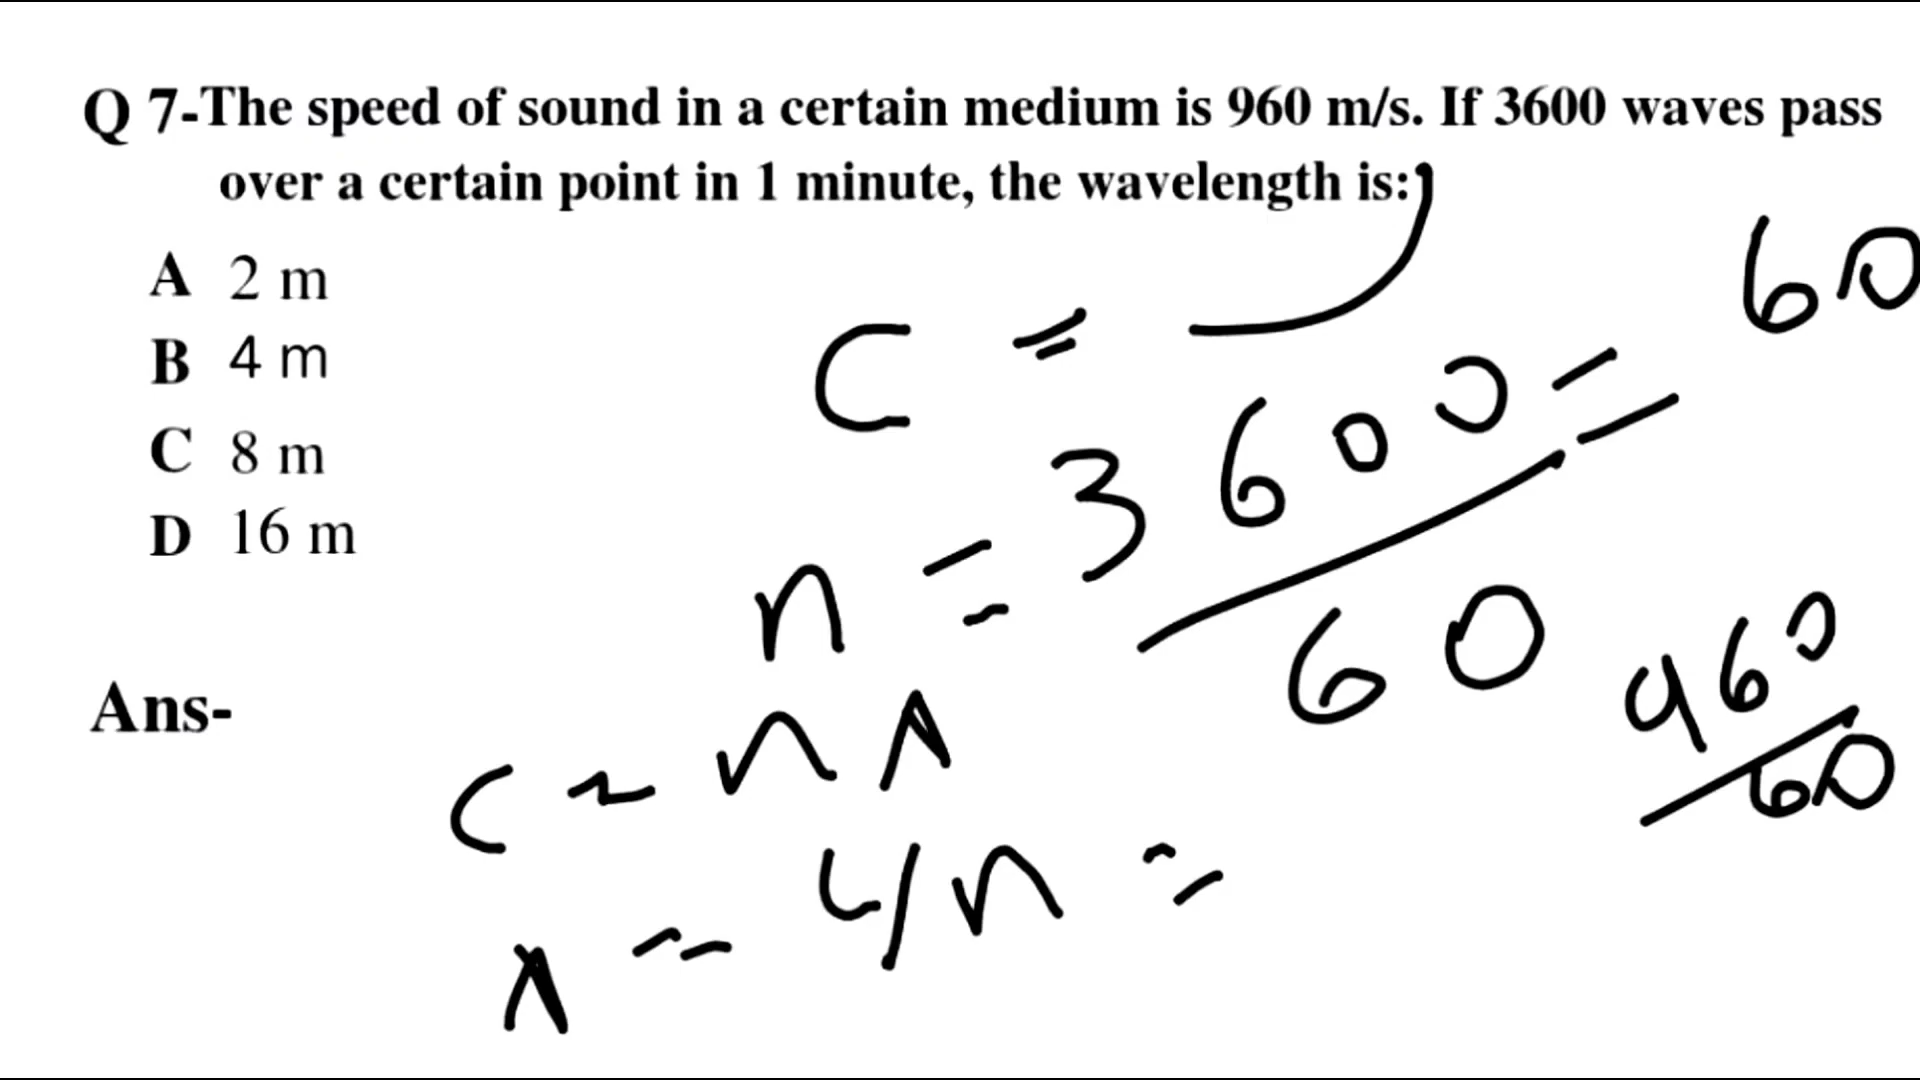 Q 7-The speed of sound in a certain medium is 960 m/s. If 3600 waves pass
over a certain point in 1 minute, the wavelength is:
A 2 m
B 4 m
C 8 m
D 16 m
Ans-
C =
n = 3600 = 60
60
c = nλ
λ = c/n =
960
60